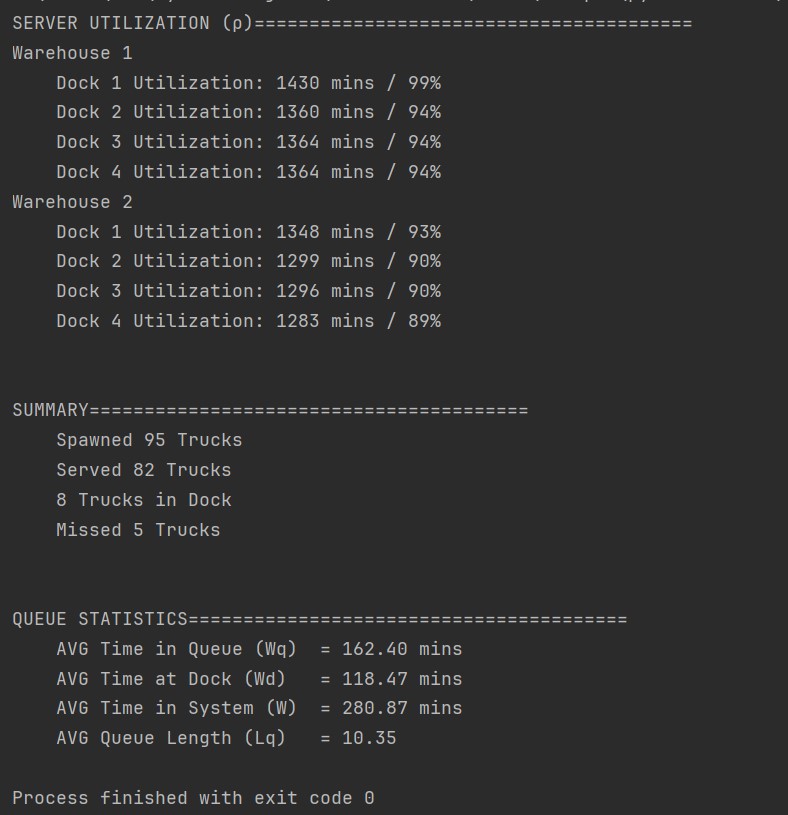 SERVER UTILIZATION (ρ)========================================
Warehouse 1
    Dock 1 Utilization: 1430 mins / 99%
    Dock 2 Utilization: 1360 mins / 94%
    Dock 3 Utilization: 1364 mins / 94%
    Dock 4 Utilization: 1364 mins / 94%
Warehouse 2
    Dock 1 Utilization: 1348 mins / 93%
    Dock 2 Utilization: 1299 mins / 90%
    Dock 3 Utilization: 1296 mins / 90%
    Dock 4 Utilization: 1283 mins / 89%
SUMMARY========================================
    Spawned 95 Trucks
    Served 82 Trucks
    8 Trucks in Dock
    Missed 5 Trucks
QUEUE STATISTICS========================================
    AVG Time in Queue (Wq)  = 162.40 mins
    AVG Time at Dock (Wd)   = 118.47 mins
    AVG Time in System (W)  = 280.87 mins
    AVG Queue Length (Lq)   = 10.35
Process finished with exit code 0